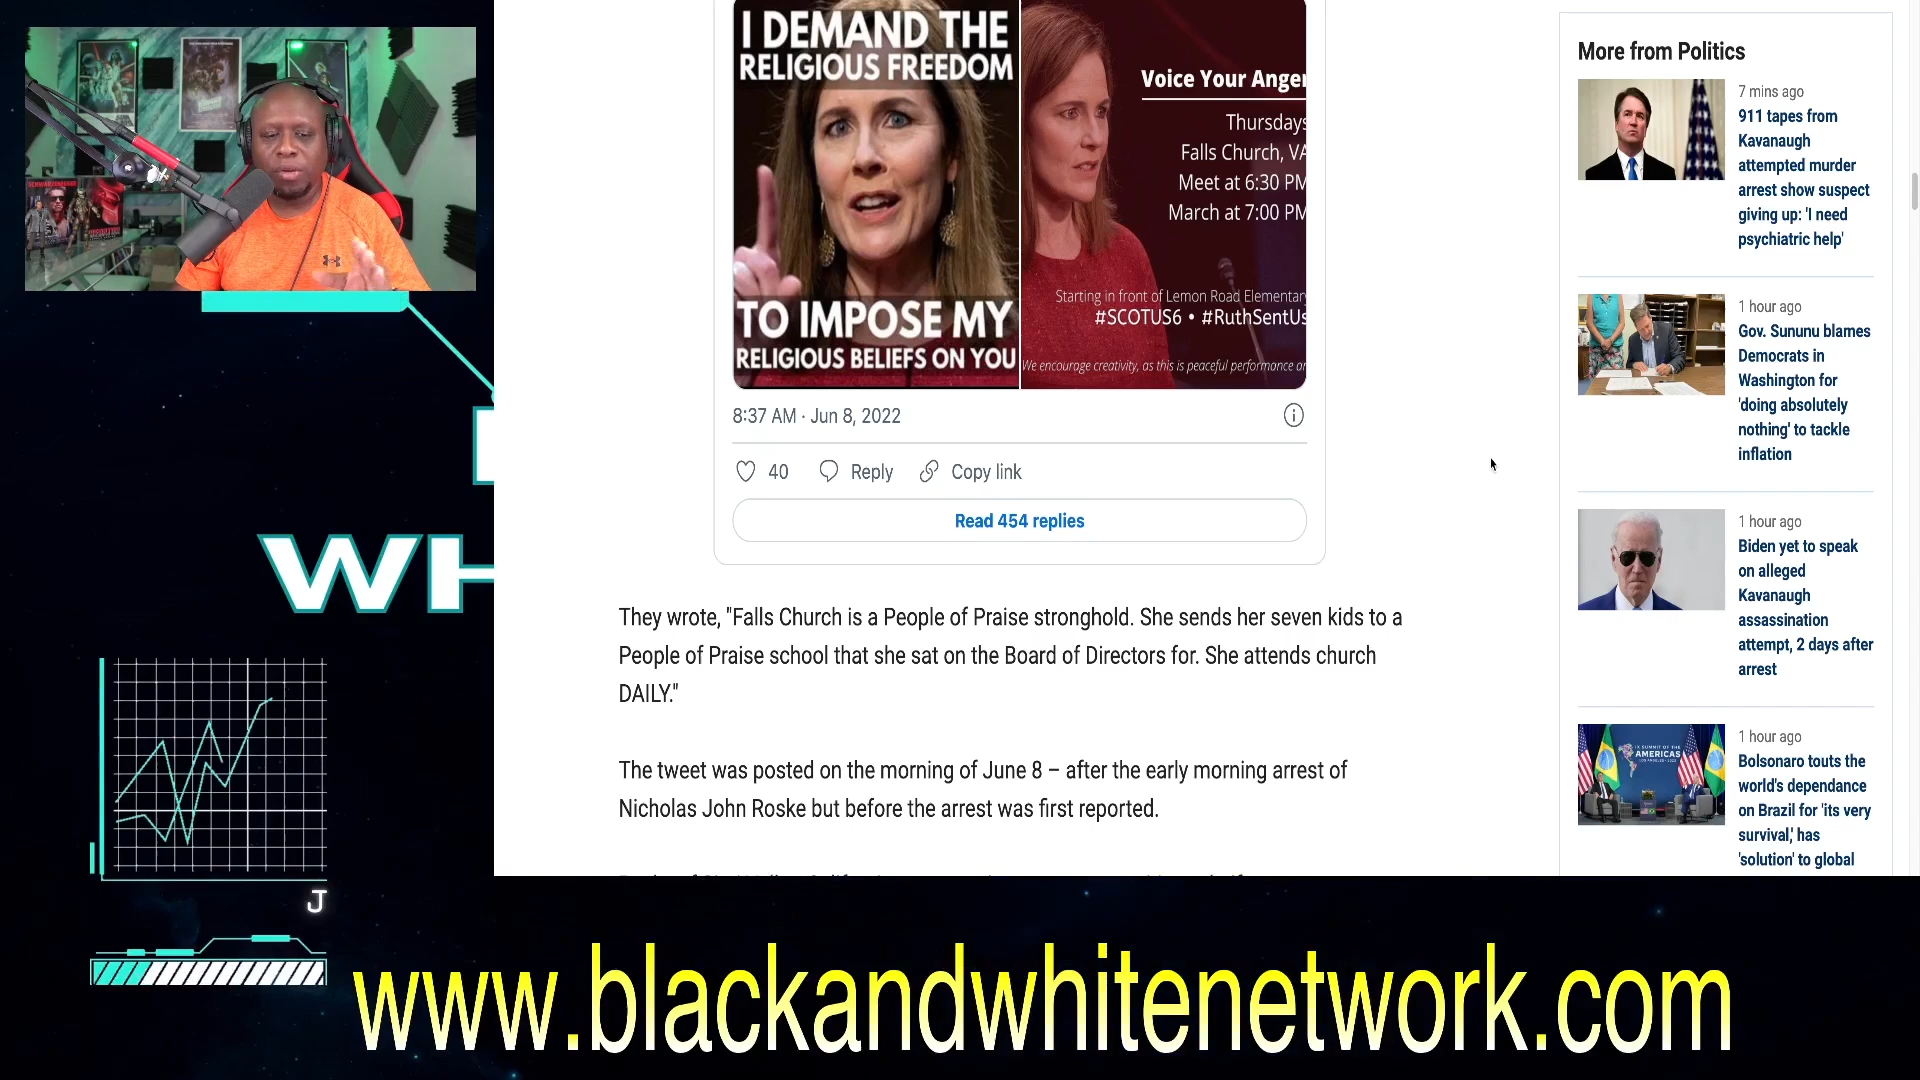 I DEMAND THE
RELIGIOUS FREEDOM
TO IMPOSE MY
RELIGIOUS BELIEFS ON YOU
Voice Your Anger
Thursdays
Falls Church, VA
Meet at 6:30 PM
March at 7:00 PM
Starting in front of Lemon Road Elementary
#SCOTUS6 • #RuthSentUs
We encourage creativity, as this is peaceful performance ar
8:37 AM · Jun 8, 2022
40 Reply Copy link
Read 454 replies
They wrote, "Falls Church is a People of Praise stronghold. She sends her seven kids to a
People of Praise school that she sat on the Board of Directors for. She attends church
DAILY."
The tweet was posted on the morning of June 8 – after the early morning arrest of
Nicholas John Roske but before the arrest was first reported.
More from Politics
7 mins ago
911 tapes from
Kavanaugh
attempted murder
arrest show suspect
giving up: 'I need
psychiatric help'
1 hour ago
Gov. Sununu blames
Democrats in
Washington for
'doing absolutely
nothing' to tackle
inflation
1 hour ago
Biden yet to speak
on alleged
Kavanaugh
assassination
attempt, 2 days after
arrest
IX SUMMIT OF THE
AMERICAS
1 hour ago
Bolsonaro touts the
world's dependance
on Brazil for 'its very
survival,' has
'solution' to global
WH
J
www.blackandwhitenetwork.com